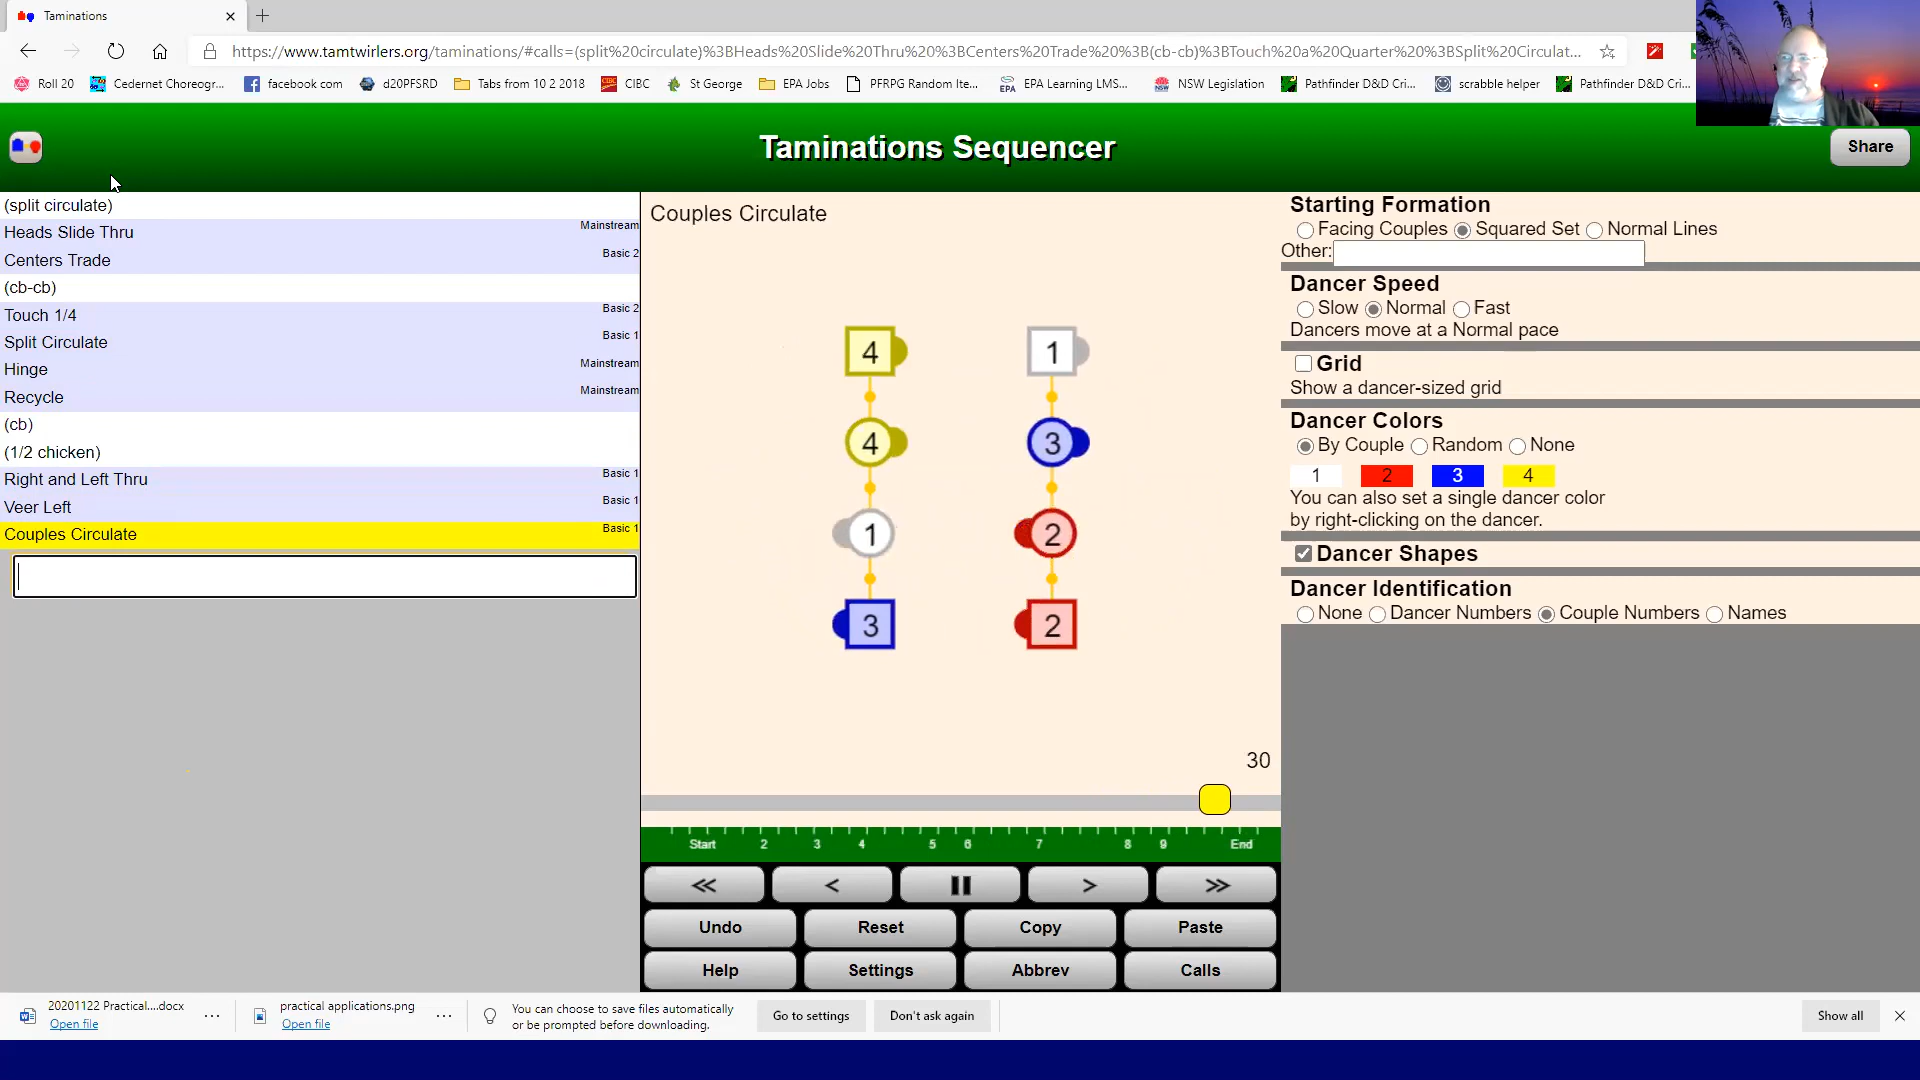 Taminations
https://www.tamtwirlers.org/taminations/#calls=(split%20circulate)%3BHeads%20Slide%20Thru%20%3BCenters%20Trade%20%3B(cb-cb)%3BTouch%20a%20Quarter%20%3BSplit%20Circulat...
Roll 20 Cedernet Choreogr... facebook.com d20PFSRD Tabs from 10 2 2018 CIBC St George EPA Jobs PFRPG Random Ite... EPA Learning LMS... NSW Legislation Pathfinder D&D Cri... scrabble helper Pathfinder D&D Cri...
Taminations Sequencer
Share
(split circulate)
Heads Slide Thru Mainstream
Centers Trade Basic 2
(cb-cb)
Touch 1/4 Basic 2
Split Circulate Basic 1
Hinge Mainstream
Recycle Mainstream
(cb)
(1/2 chicken)
Right and Left Thru Basic 1
Veer Left Basic 1
Couples Circulate Basic 1
Couples Circulate
4 1
4 3
1 2
3 2
30
Start 2 3 4 5 6 7 8 9 End
<< < > >>
Undo Reset Copy Paste
Help Settings Abbrev Calls
Starting Formation
Facing Couples Squared Set Normal Lines
Other:
Dancer Speed
Slow Normal Fast
Dancers move at a Normal pace
Grid
Show a dancer-sized grid
Dancer Colors
By Couple Random None
1 2 3 4
You can also set a single dancer color
by right-clicking on the dancer.
Dancer Shapes
Dancer Identification
None Dancer Numbers Couple Numbers Names
20201122 Practical....docx
Open file
practical applications.png
Open file
You can choose to save files automatically
or be prompted before downloading.
Go to settings
Don't ask again
Show all